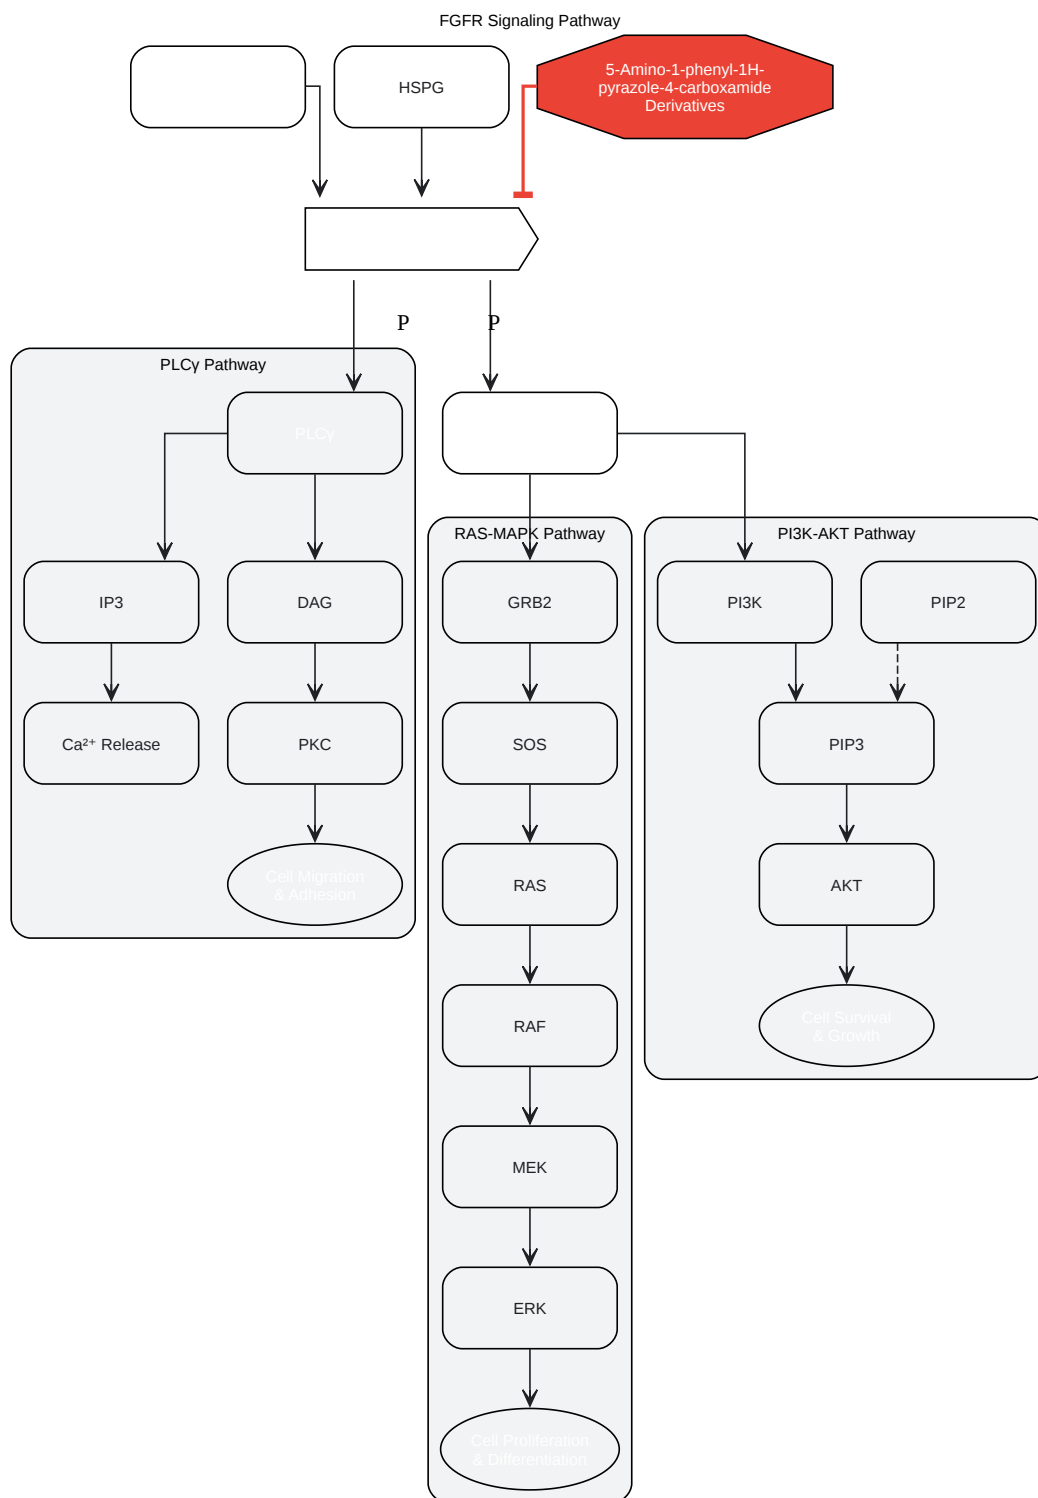 FGFR Signaling Pathway
HSPG
5-Amino-1-phenyl-1H-
pyrazole-4-carboxamide
Derivatives
P
P
PLCγ Pathway
PLCγ
RAS-MAPK Pathway
PI3K-AKT Pathway
IP3
DAG
GRB2
PI3K
PIP2
Ca²⁺ Release
PKC
SOS
PIP3
Cell Migration
& Adhesion
RAS
AKT
RAF
Cell Survival
& Growth
MEK
ERK
Cell Proliferation
& Differentiation